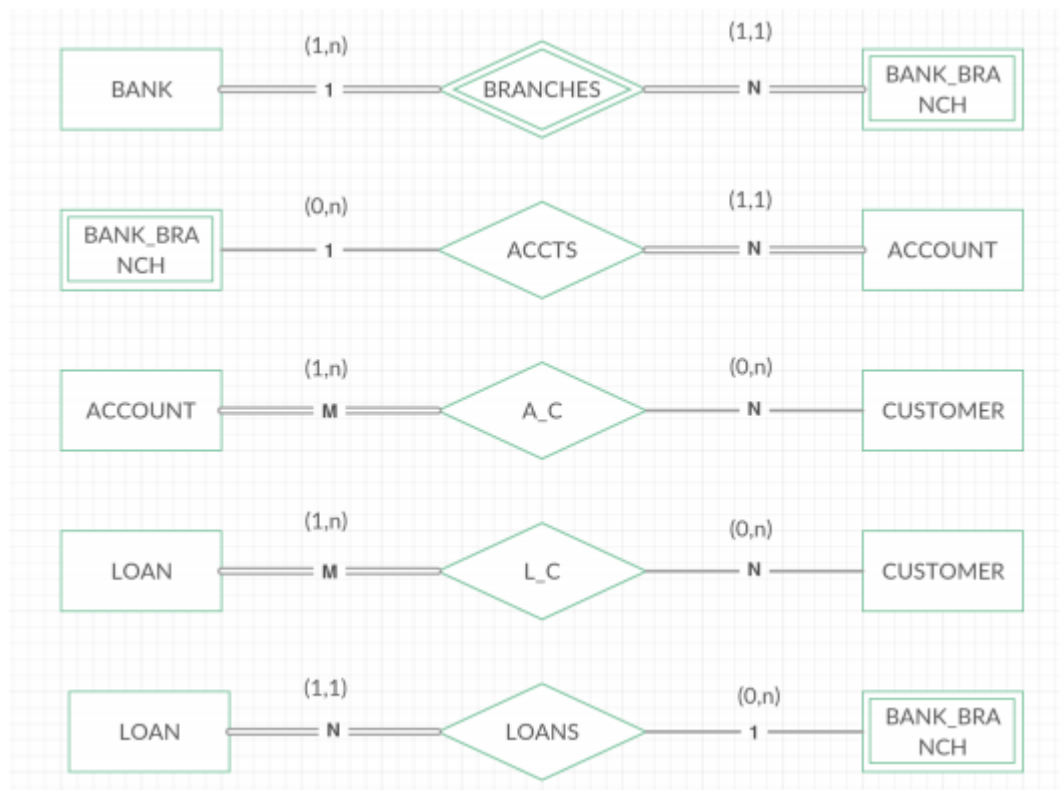 (1,n)
(1,1)
BANK
1
BRANCHES
N
BANK_BRA
NCH
(0,n)
(1,1)
BANK_BRA
NCH
1
ACCTS
N
ACCOUNT
(1,n)
(0,n)
ACCOUNT
M
A_C
N
CUSTOMER
(1,n)
(0,n)
LOAN
M
L_C
N
CUSTOMER
(1,1)
(0,n)
LOAN
N
LOANS
1
BANK_BRA
NCH